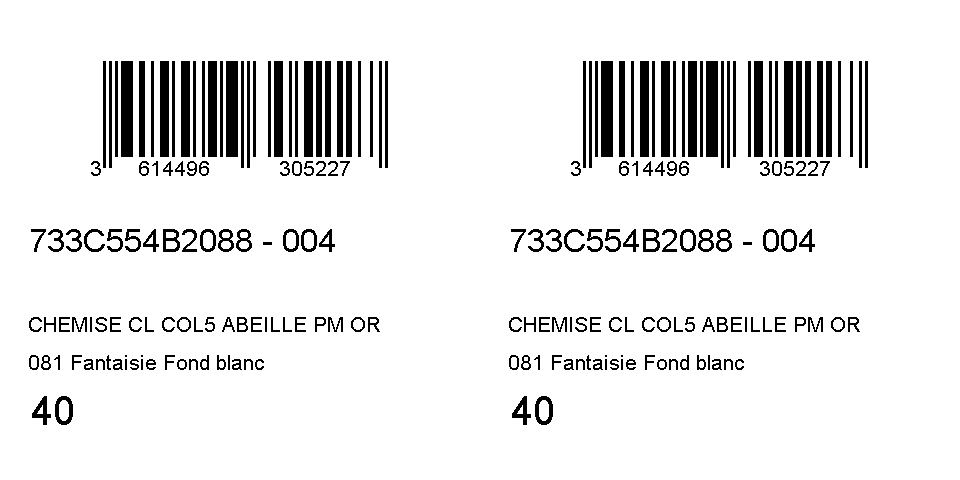 3 614496 305227
733C554B2088 - 004
CHEMISE CL COL5 ABEILLE PM OR
081 Fantaisie Fond blanc
40
3 614496 305227
733C554B2088 - 004
CHEMISE CL COL5 ABEILLE PM OR
081 Fantaisie Fond blanc
40